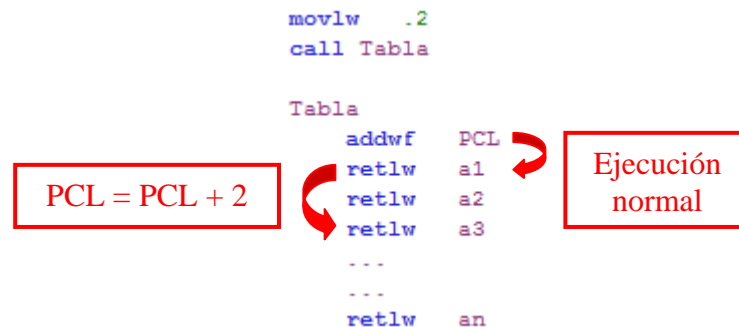 movlw .2
call Tabla
Tabla
addwf PCL
retlw a1
retlw a2
retlw a3
...
...
retlw an
PCL = PCL + 2
Ejecución
normal